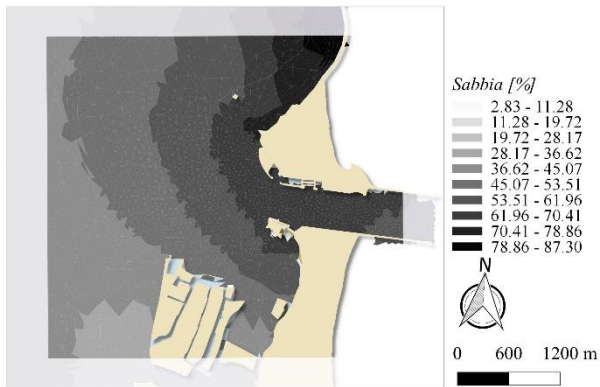 Sabbia [%]
2.83 - 11.28
11.28 - 19.72
19.72 - 28.17
28.17 - 36.62
36.62 - 45.07
45.07 - 53.51
53.51 - 61.96
61.96 - 70.41
70.41 - 78.86
78.86 - 87.30
N
0 600 1200 m